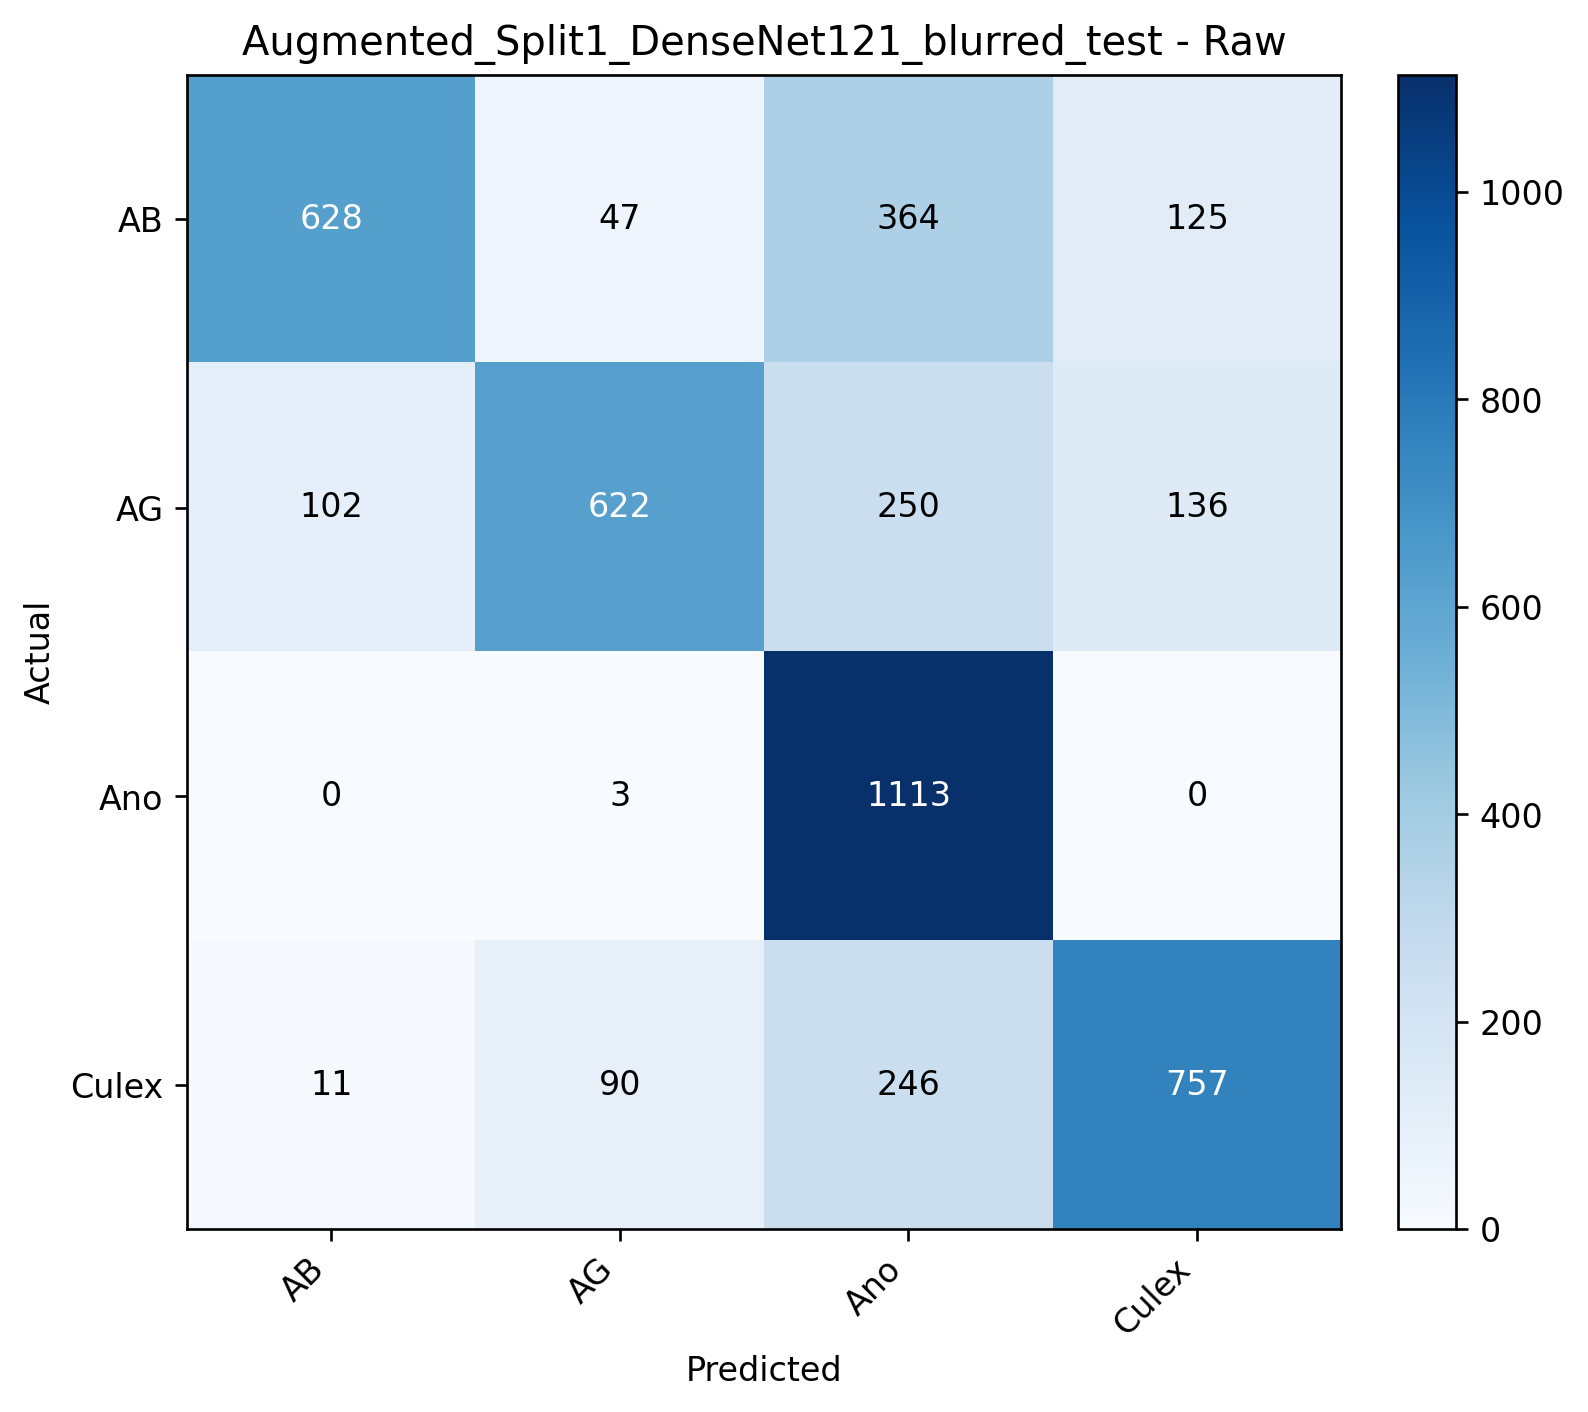 Augmented_Split1_DenseNet121_blurred_test - Raw
AB 628 47 364 125
AG 102 622 250 136
Ano 0 3 1113 0
Culex 11 90 246 757
AB AG Ano Culex
Predicted
Actual
1000
800
600
400
200
0